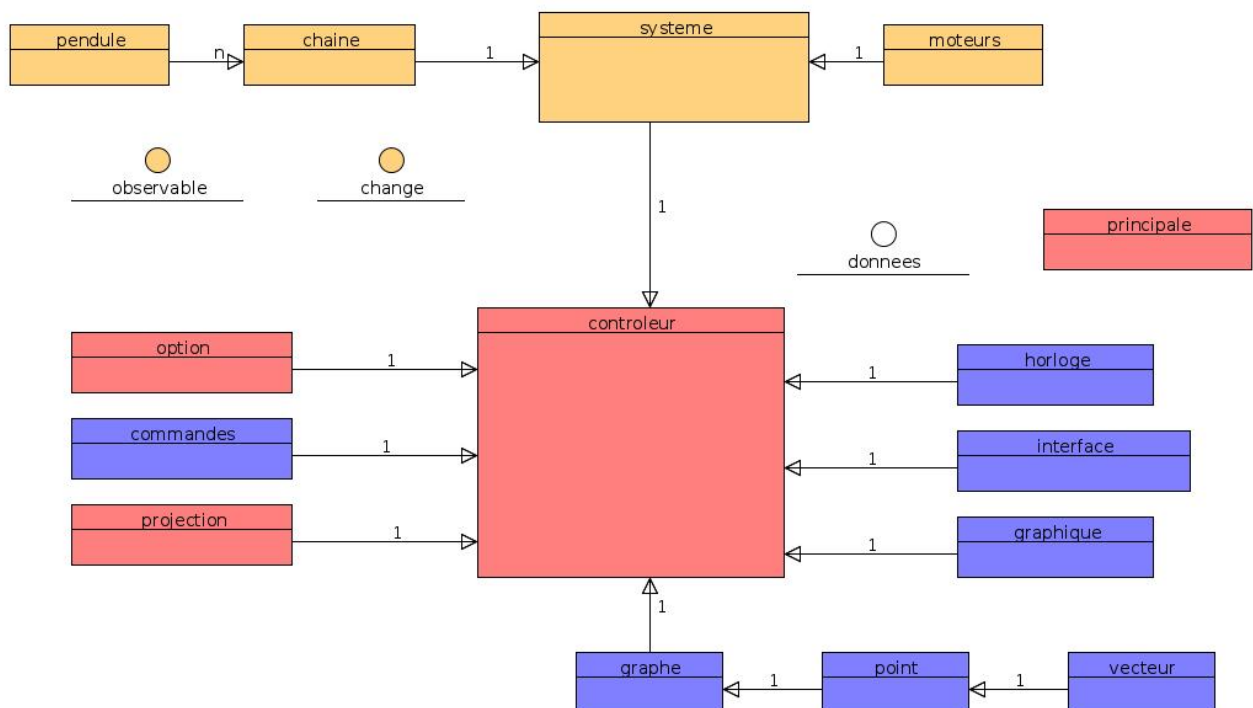 pendule
n
chaine
1
systeme
1
moteurs
observable
change
1
donnees
principale
controleur
option
1
commandes
1
projection
1
1
horloge
1
interface
1
graphique
1
graphe
1
point
1
vecteur